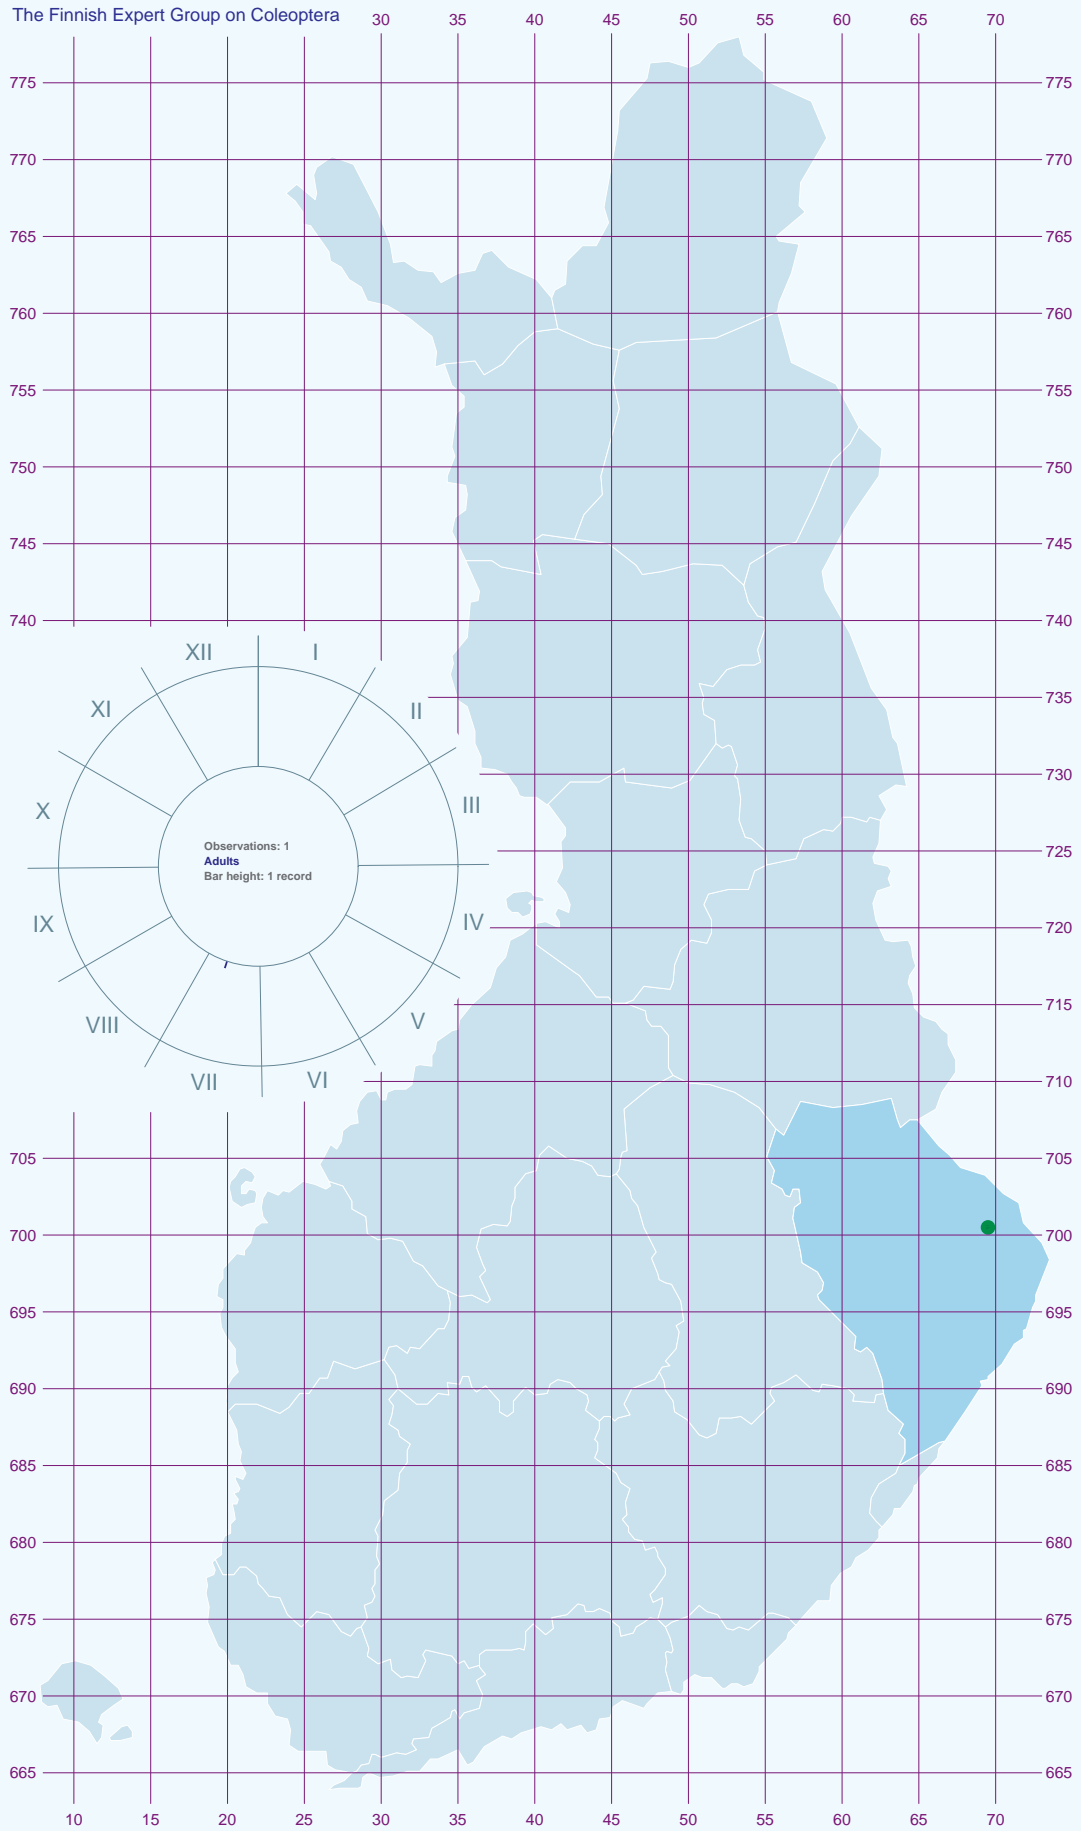 The Finnish Expert Group on Coleoptera 30 35 40 45 50 55 60 65 70
775 775
770 770
765 765
760 760
755 755
750 750
745 745
740 740
XII I
XI II
735
730
X III
Observations: 1
Adults
Bar height: 1 record
725
IX IV 720
715
VIII V
VII VI 710 710
705 705
700 700
695 695
690 690
685 685
680 680
675 675
670 670
665 665
10 15 20 25 30 35 40 45 50 55 60 65 70